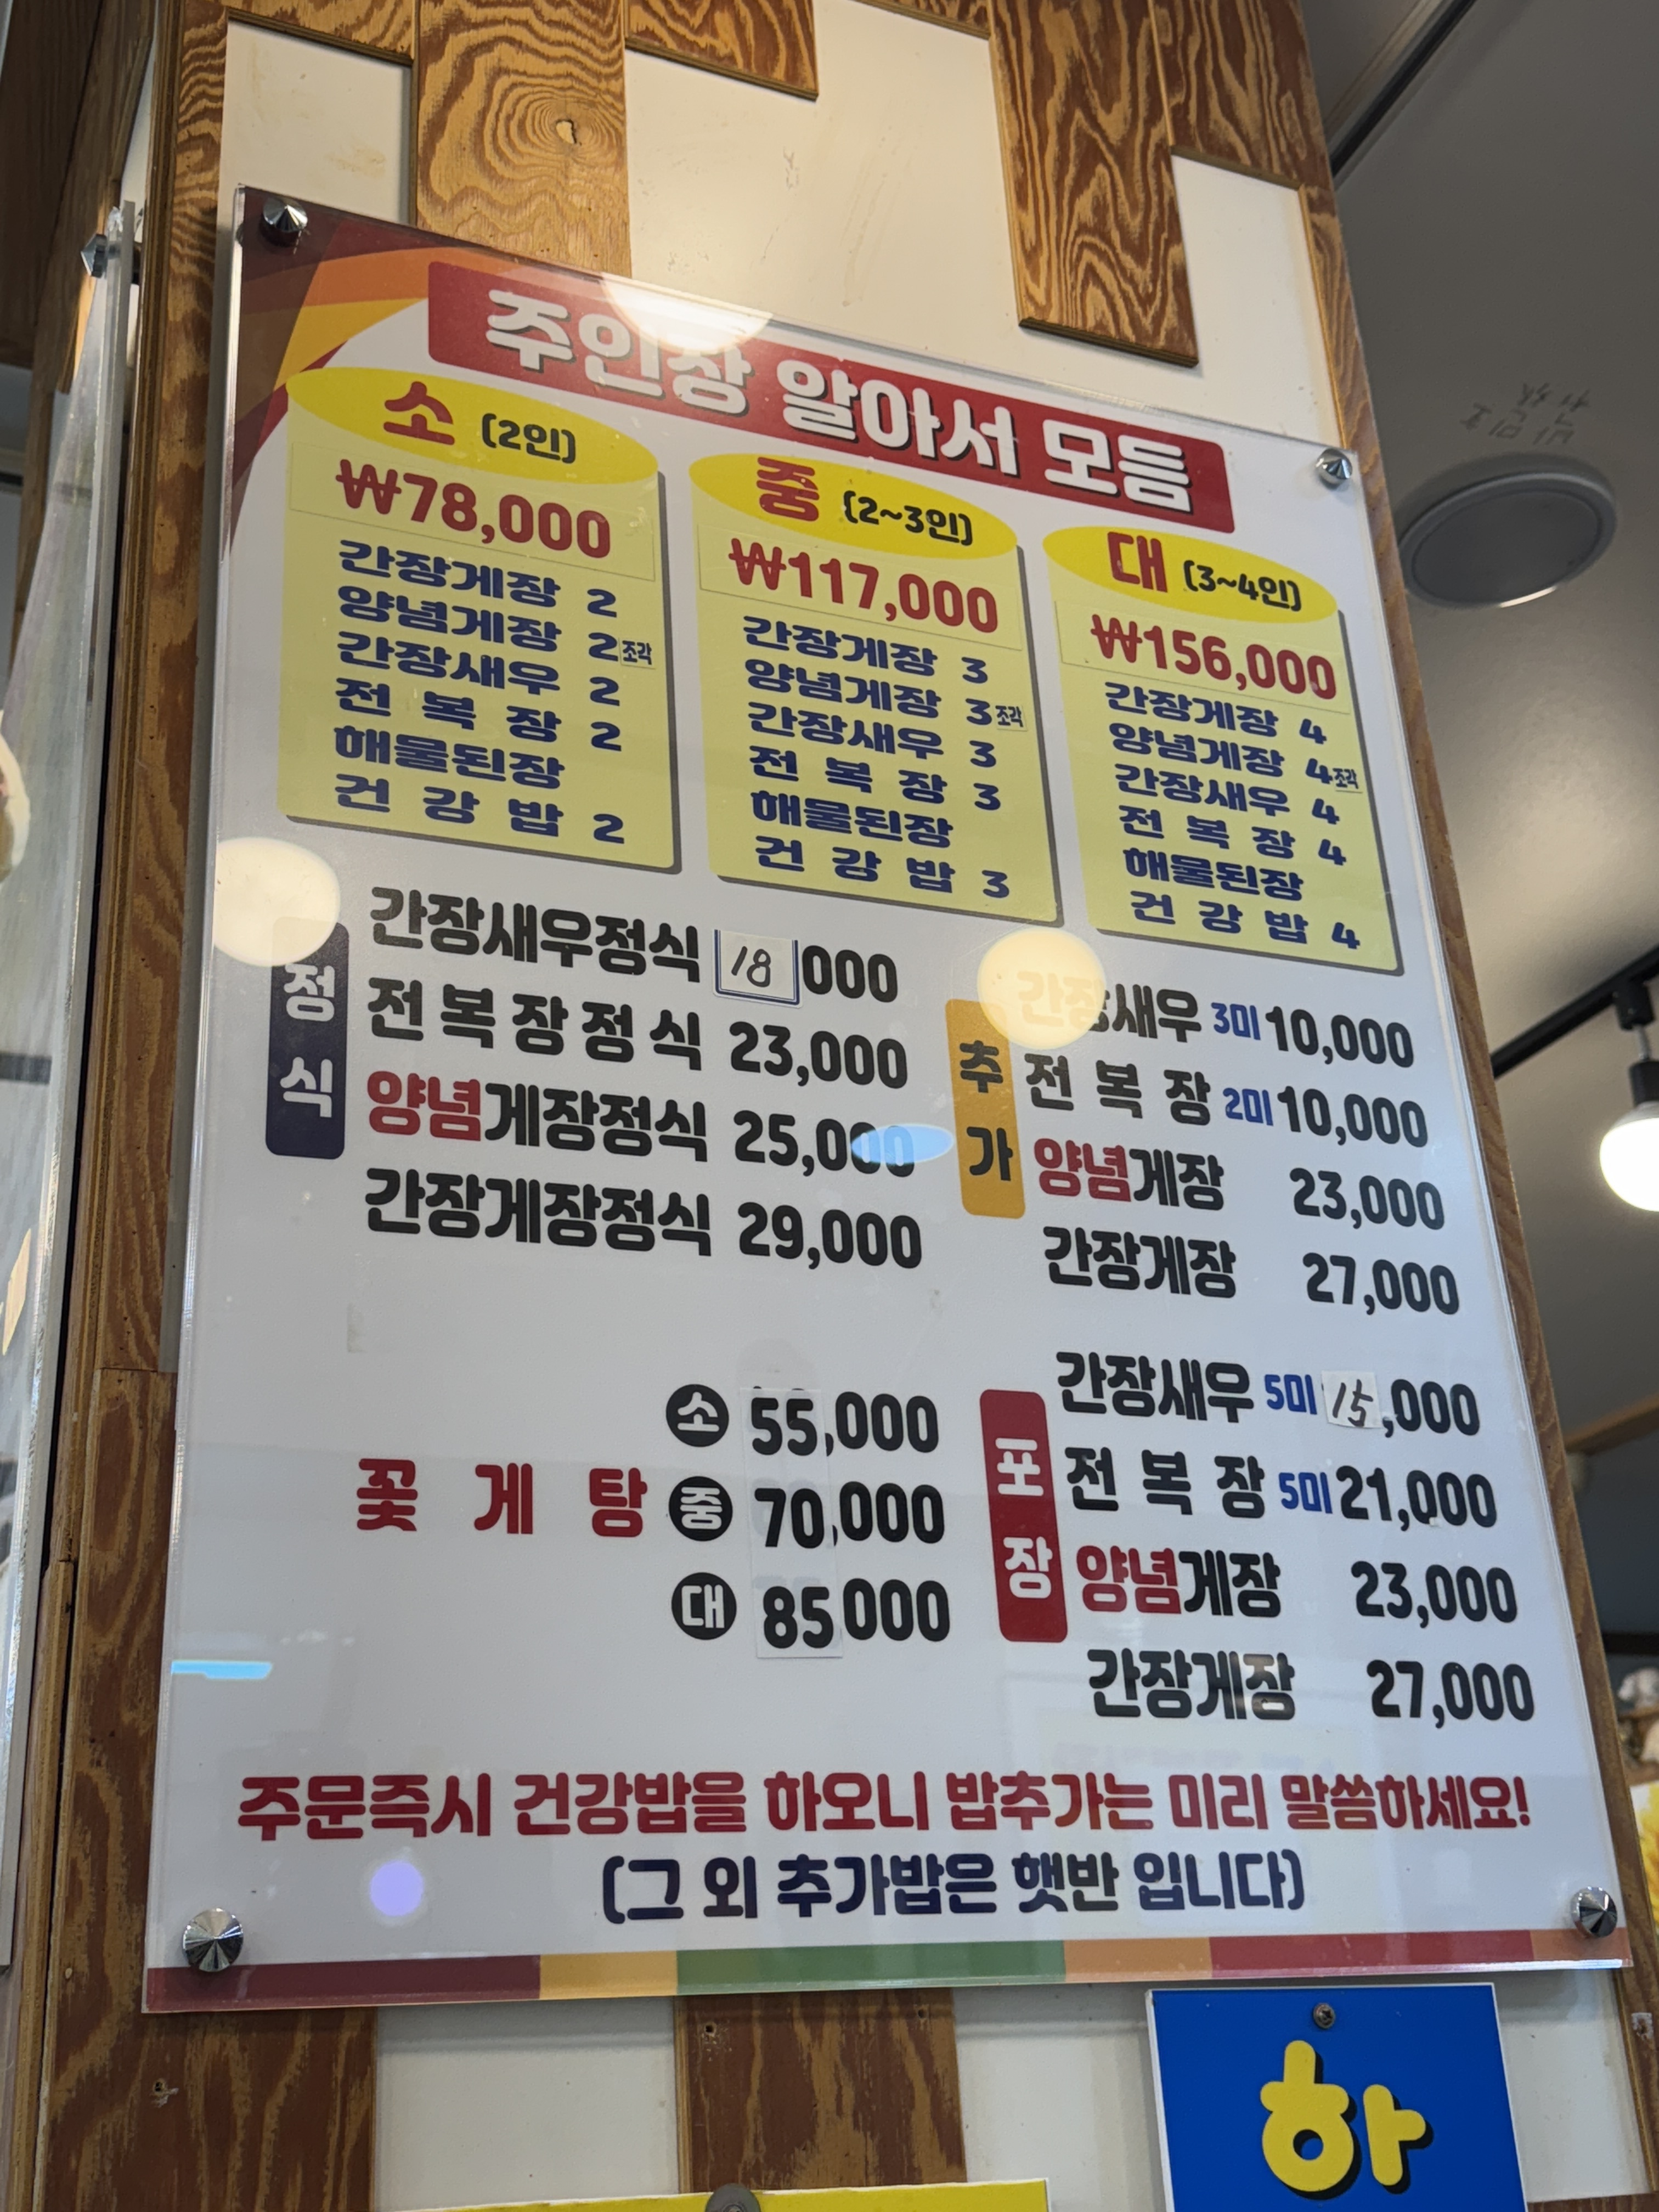 주인장 알아서 모듬
소 (2인)
₩78,000
간장게장 2
양념게장 2조각
간장새우 2
전 복 장 2
해물된장
건 강 밥 2
중 (2~3인)
₩117,000
간장게장 3
양념게장 3조각
간장새우 3
전 복 장 3
해물된장
건 강 밥 3
대 (3~4인)
₩156,000
간장게장 4
양념게장 4조각
간장새우 4
전 복 장 4
해물된장
건 강 밥 4
정식
간장새우정식 18 000
전복장정식 23,000
양념게장정식 25,000
간장게장정식 29,000
추가
간장새우 3미 10,000
전 복 장 2미 10,000
양념게장 23,000
간장게장 27,000
꽃 게 탕
소 55,000
중 70,000
대 85 000
포장
간장새우 5미 15,000
전 복 장 5미 21,000
양념게장 23,000
간장게장 27,000
주문즉시 건강밥을 하오니 밥추가는 미리 말씀하세요!
(그 외 추가밥은 햇반 입니다)
하